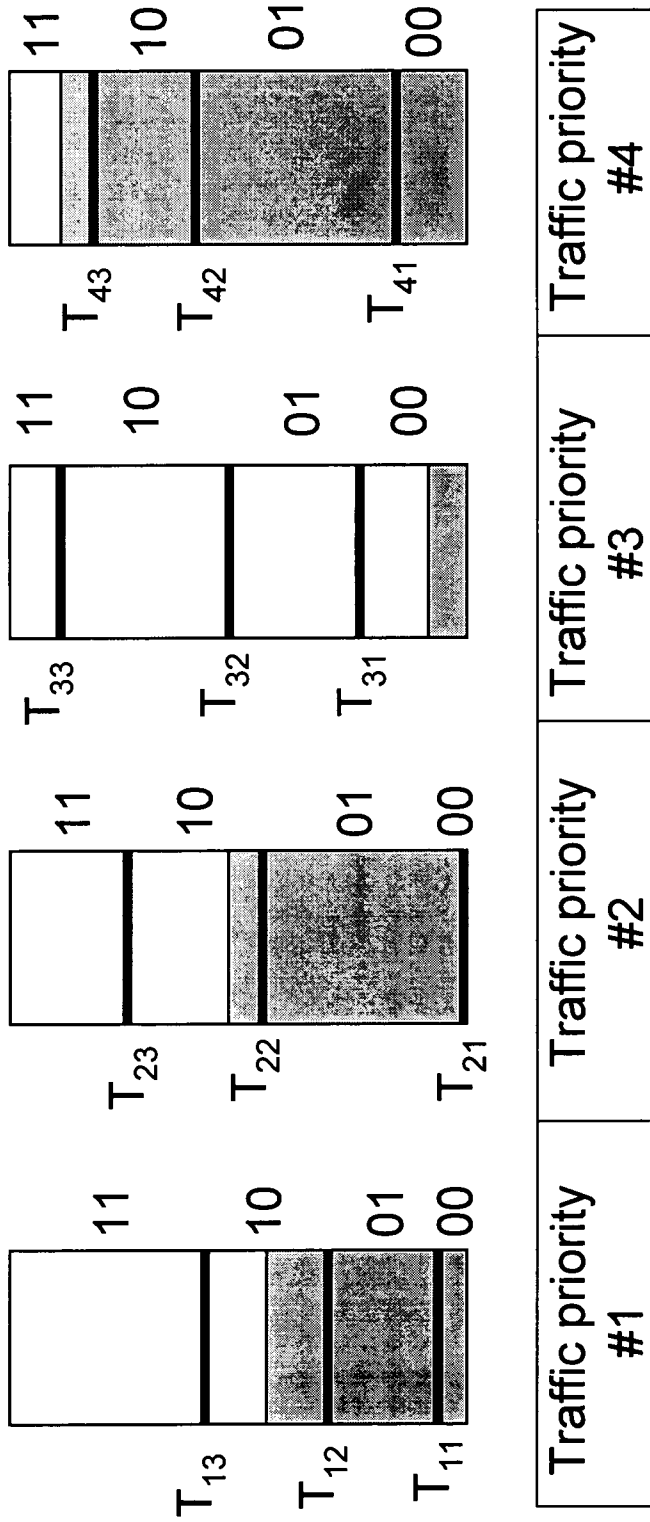 11
T13
10
T12
01
T11
00
Traffic priority
#1
11
T23
10
T22
01
T21
00
Traffic priority
#2
11
T33
10
T32
01
T31
00
Traffic priority
#3
11
T43
10
T42
01
T41
00
Traffic priority
#4